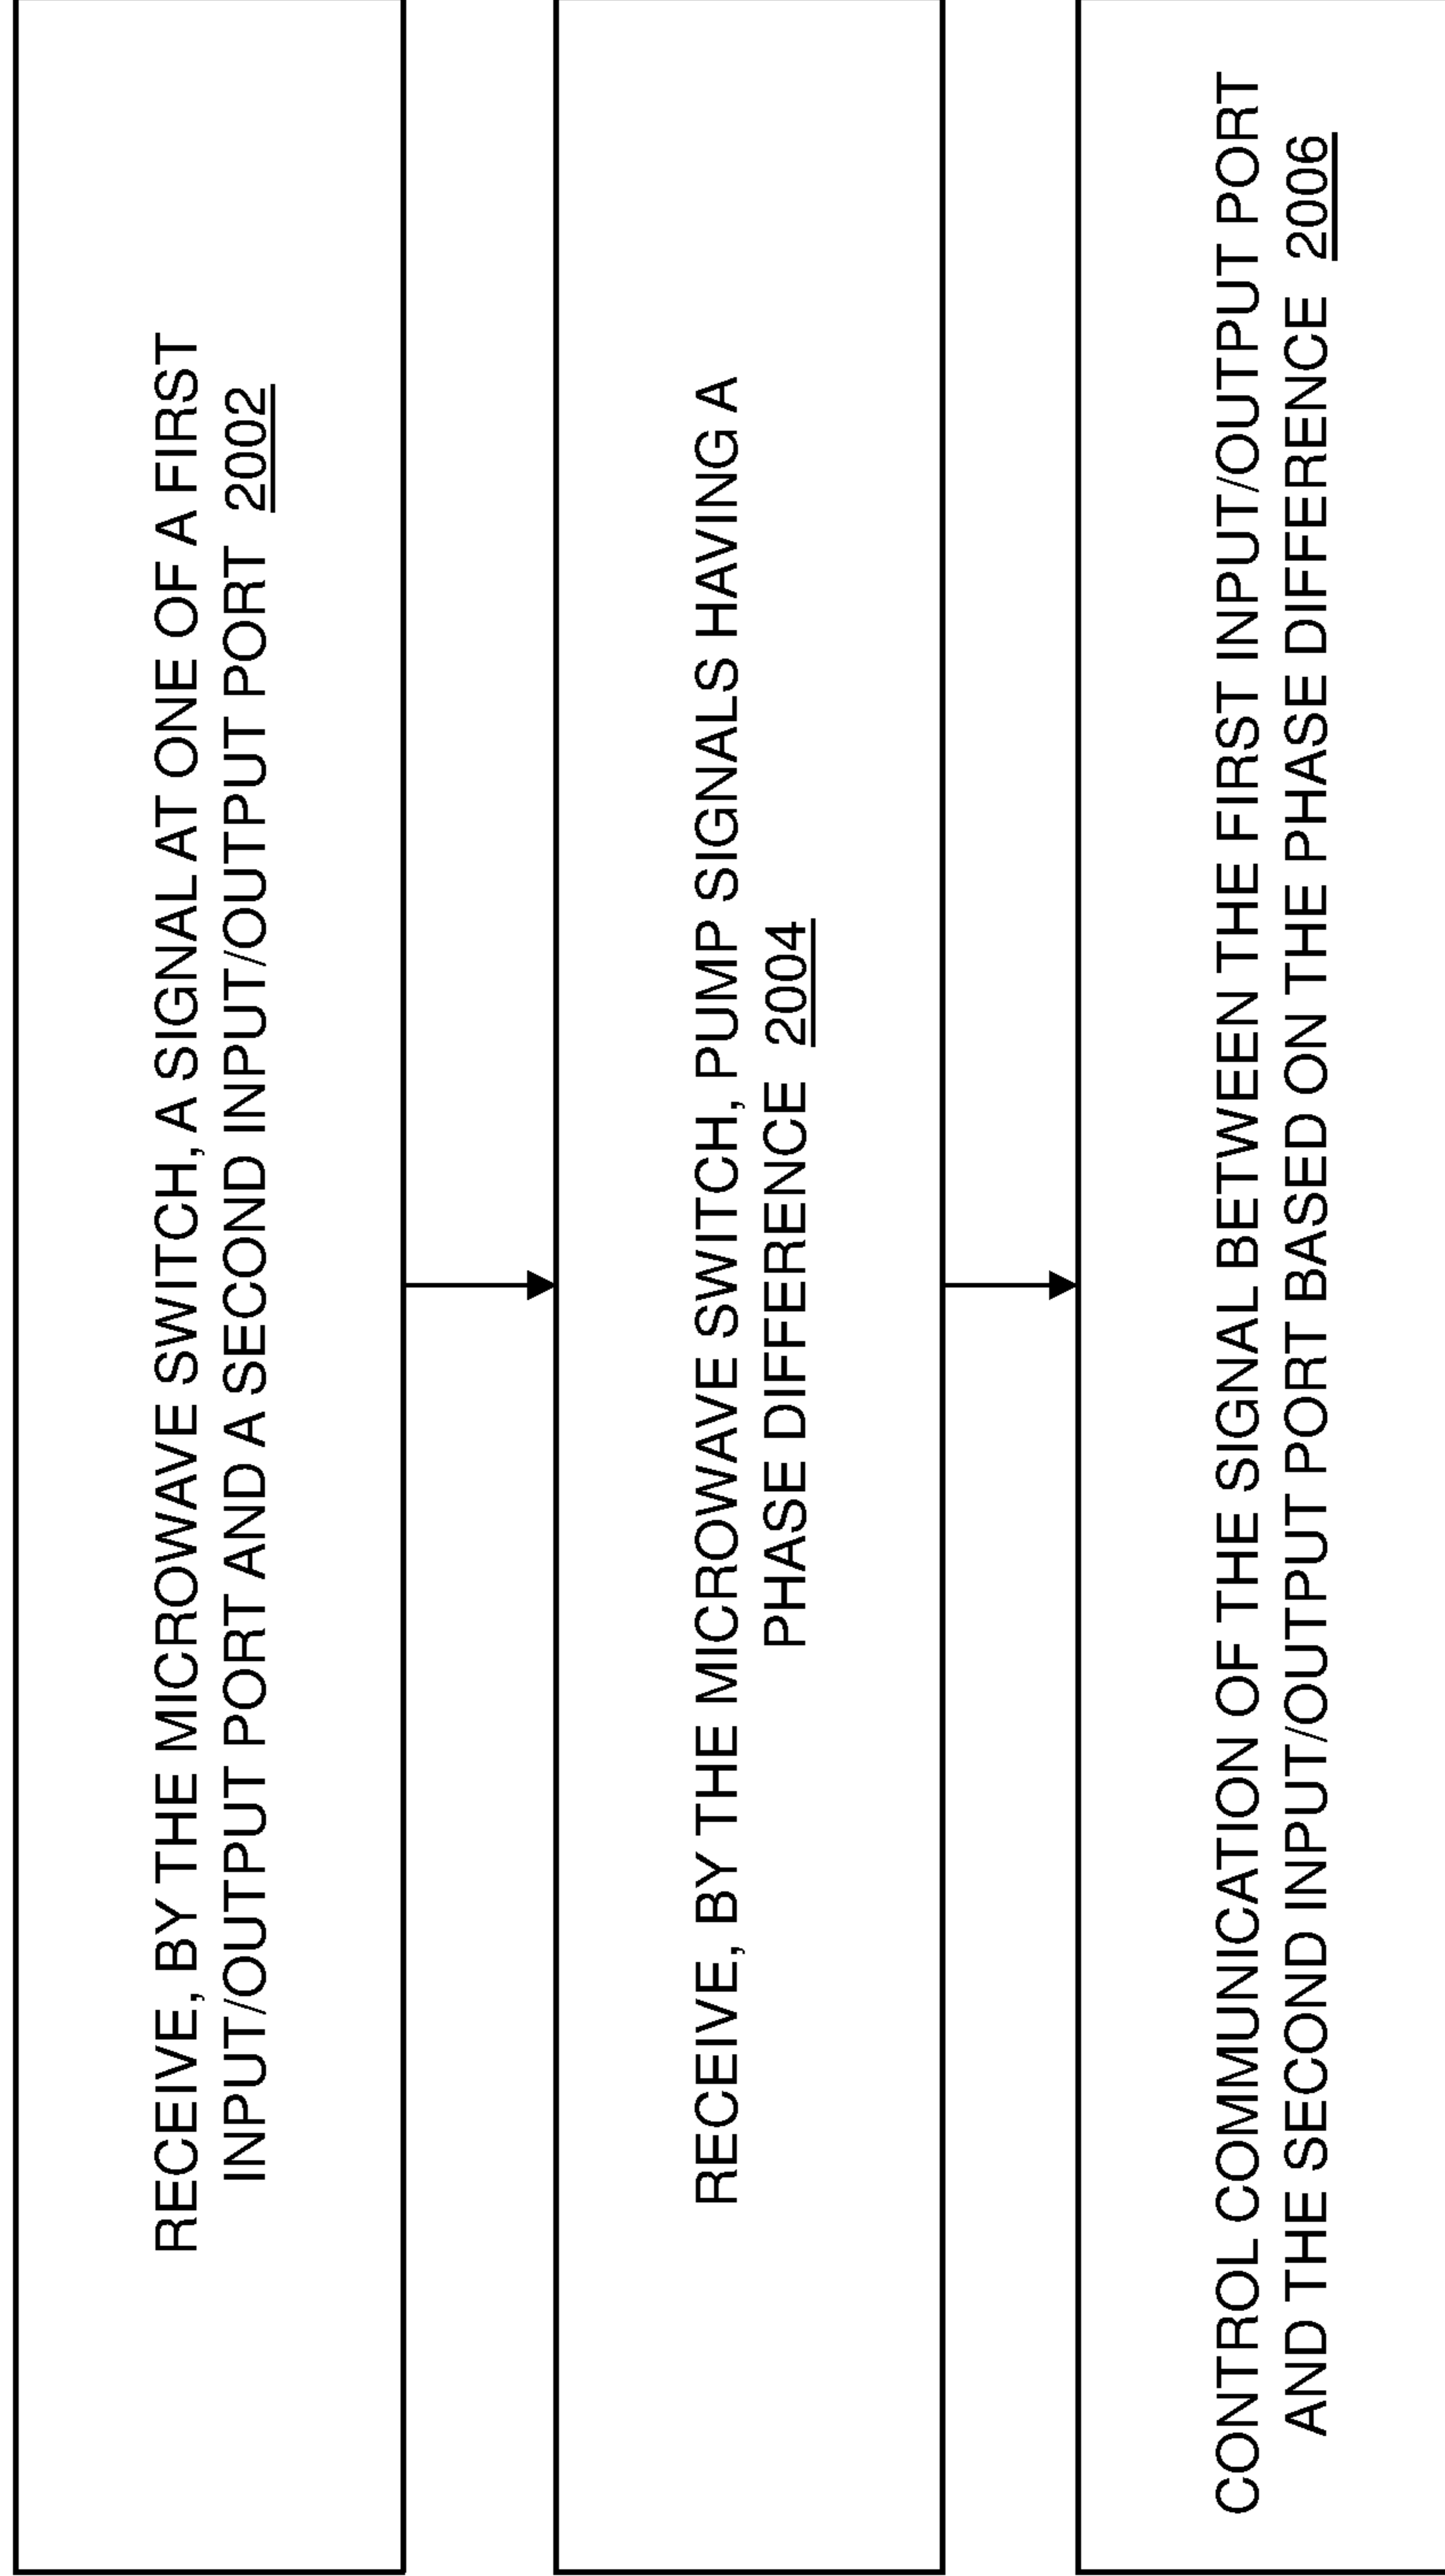 RECEIVE, BY THE MICROWAVE SWITCH, A SIGNAL AT ONE OF A FIRST
INPUT/OUTPUT PORT AND A SECOND INPUT/OUTPUT PORT 2002
RECEIVE, BY THE MICROWAVE SWITCH, PUMP SIGNALS HAVING A
PHASE DIFFERENCE 2004
CONTROL COMMUNICATION OF THE SIGNAL BETWEEN THE FIRST INPUT/OUTPUT PORT
AND THE SECOND INPUT/OUTPUT PORT BASED ON THE PHASE DIFFERENCE 2006